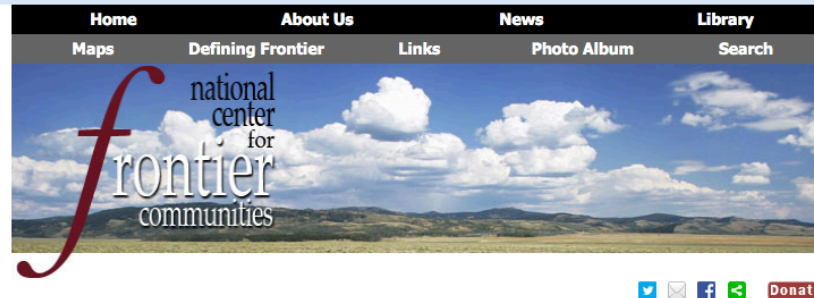 Home About Us News Library
Maps Defining Frontier Links Photo Album Search
national
center
for
frontier
communities
Donat